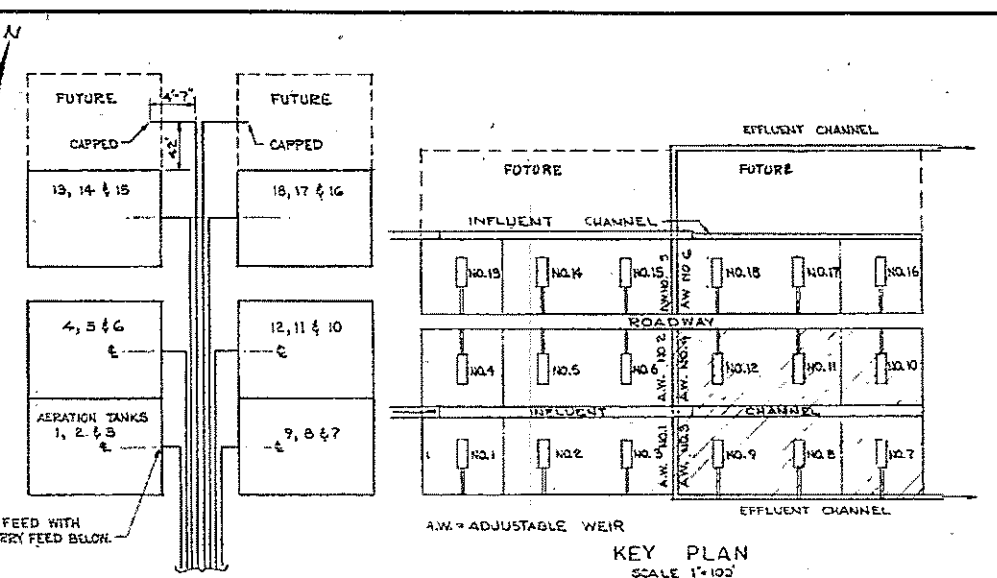 N
FUTURE
4'-7"
FUTURE
CAPPED
42'
CAPPED
13, 14 & 15
18, 17 & 16
4, 5 & 6
℄
12, 11 & 10
℄
AERATION TANKS
1, 2 & 3
℄
9, 8 & 7
℄
FEED WITH
FEED BELOW.
EFFLUENT CHANNEL
FUTURE
FUTURE
INFLUENT CHANNEL
NO.13
NO.14
NO.15
A.W. NO. 5
A.W. NO 6
NO.18
NO.17
NO.16
ROADWAY
NO.4
NO.5
NO.6
A.W. NO.2
A.W. NO.4
NO.12
NO.11
NO.10
INFLUENT CHANNEL
NO.1
NO.2
NO.3
A.W. NO.1
A.W. NO.3
NO.9
NO.8
NO.7
EFFLUENT CHANNEL
A.W. = ADJUSTABLE WEIR
KEY PLAN
SCALE 1"=100'